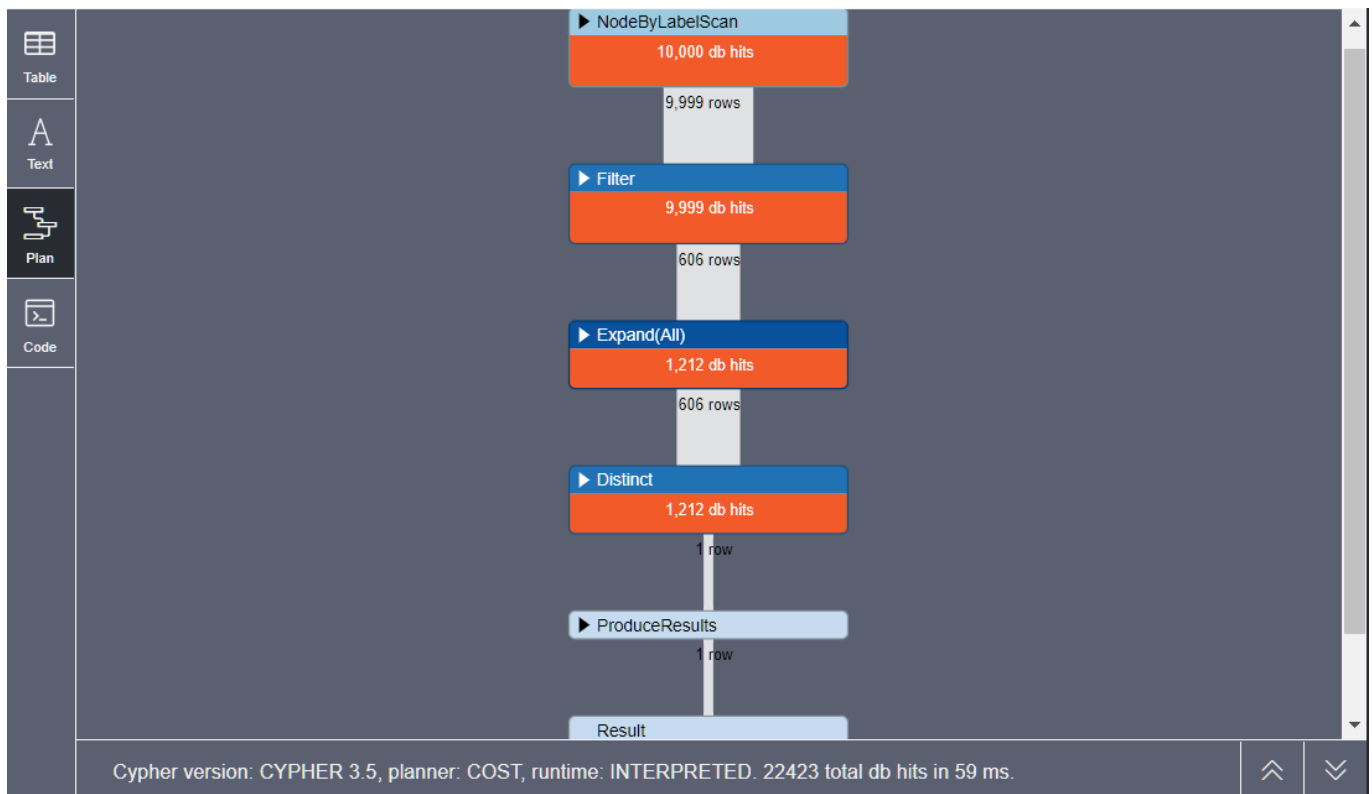 Table
Text
Plan
Code
NodeByLabelScan
10,000 db hits
9,999 rows
Filter
9,999 db hits
606 rows
Expand(All)
1,212 db hits
606 rows
Distinct
1,212 db hits
1 row
ProduceResults
1 row
Result
Cypher version: CYPHER 3.5, planner: COST, runtime: INTERPRETED. 22423 total db hits in 59 ms.